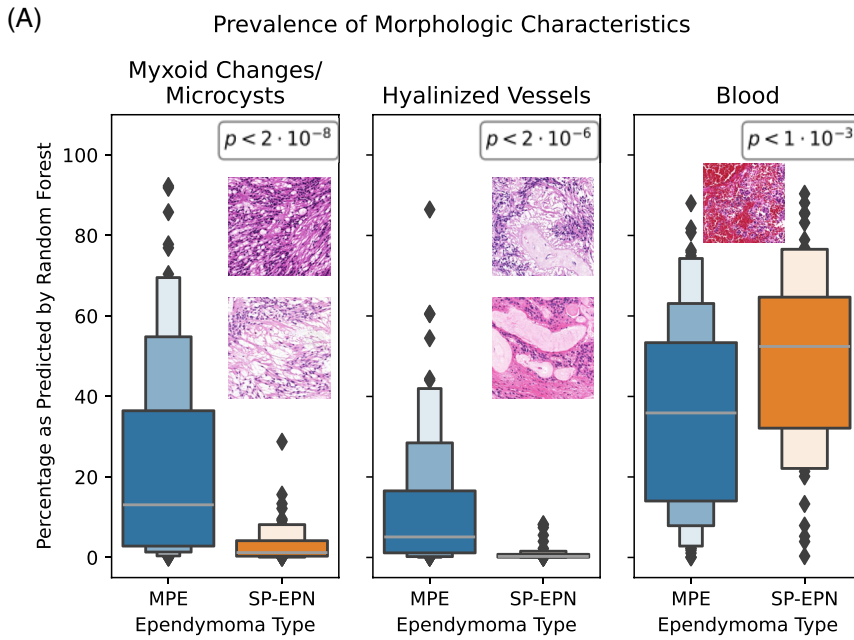 (A)
Prevalence of Morphologic Characteristics
Myxoid Changes/
Microcysts
Hyalinized Vessels
Blood
p < 2 · 10⁻⁸
p < 2 · 10⁻⁶
p < 1 · 10⁻³
Percentage as Predicted by Random Forest
100
80
60
40
20
0
MPE SP-EPN
MPE SP-EPN
MPE SP-EPN
Ependymoma Type
Ependymoma Type
Ependymoma Type